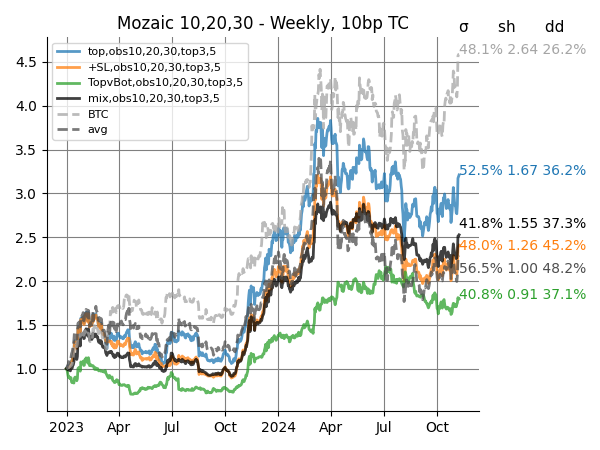 Mozaic 10,20,30 - Weekly, 10bp TC
σ sh dd
48.1% 2.64 26.2%
4.5
top,obs10,20,30,top3,5
+SL,obs10,20,30,top3,5
TopvBot,obs10,20,30,top3,5
mix,obs10,20,30,top3,5
BTC
avg
4.0
3.5
52.5% 1.67 36.2%
3.0
41.8% 1.55 37.3%
2.5
48.0% 1.26 45.2%
56.5% 1.00 48.2%
2.0
40.8% 0.91 37.1%
1.5
1.0
2023 Apr Jul Oct 2024 Apr Jul Oct